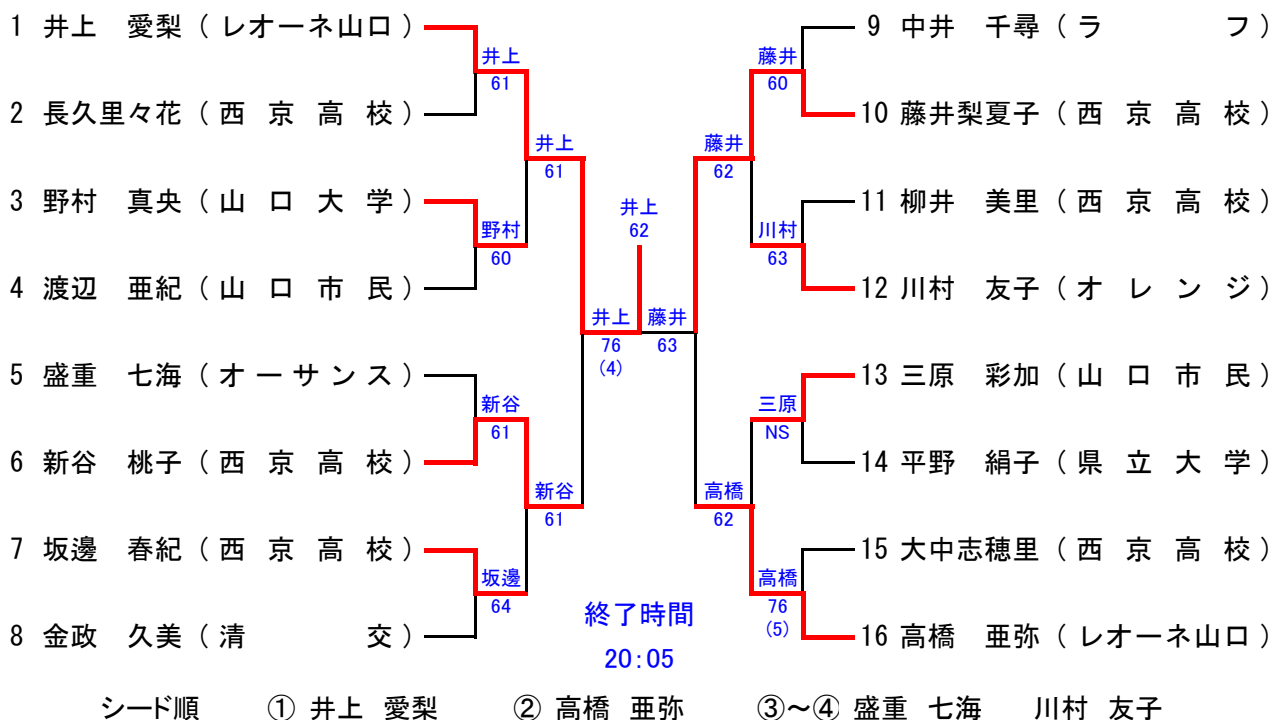 1 井上 愛梨 ( レオーネ山口 )
2 長久里々花 ( 西 京 高 校 )
3 野村 真央 ( 山 口 大 学 )
4 渡辺 亜紀 ( 山 口 市 民 )
5 盛重 七海 ( オ ー サ ン ス )
6 新谷 桃子 ( 西 京 高 校 )
7 坂邊 春紀 ( 西 京 高 校 )
8 金政 久美 ( 清 交 )
井上
61
野村
60
新谷
61
坂邊
64
井上
61
新谷
61
井上
76
(4)
井上
62
藤井
63
藤井
62
高橋
62
藤井
60
川村
63
三原
NS
高橋
76
(5)
9 中井 千尋 ( ラ フ )
10 藤井梨夏子 ( 西 京 高 校 )
11 柳井 美里 ( 西 京 高 校 )
12 川村 友子 ( オ レ ン ジ )
13 三原 彩加 ( 山 口 市 民 )
14 平野 絹子 ( 県 立 大 学 )
15 大中志穂里 ( 西 京 高 校 )
16 高橋 亜弥 ( レオーネ山口 )
終了時間
20:05
シード順 ① 井上 愛梨 ② 高橋 亜弥 ③～④ 盛重 七海 川村 友子